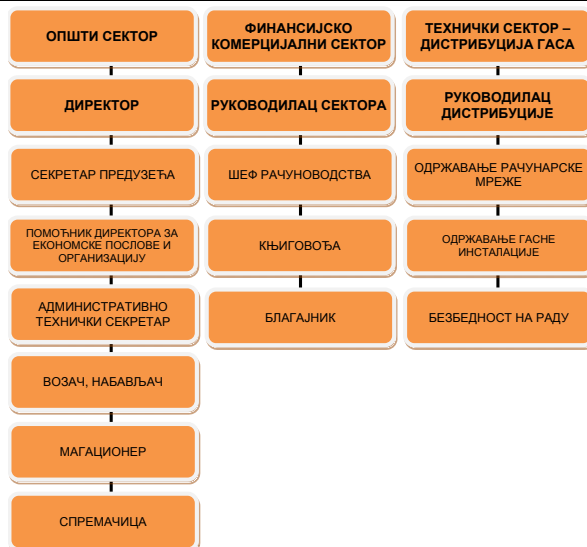 ОПШТИ СЕКТОР
ДИРЕКТОР
СЕКРЕТАР ПРЕДУЗЕЋА
ПОМОЋНИК ДИРЕКТОРА ЗА
ЕКОНОМСКЕ ПОСЛОВЕ И
ОРГАНИЗАЦИЈУ
АДМИНИСТРАТИВНО
ТЕХНИЧКИ СЕКРЕТАР
ВОЗАЧ, НАБАВЉАЧ
МАГАЦИОНЕР
СПРЕМАЧИЦА
ФИНАНСИЈСКО
КОМЕРЦИЈАЛНИ СЕКТОР
РУКОВОДИЛАЦ СЕКТОРА
ШЕФ РАЧУНОВОДСТВА
КЊИГОВОЂА
БЛАГАЈНИК
ТЕХНИЧКИ СЕКТОР –
ДИСТРИБУЦИЈА ГАСА
РУКОВОДИЛАЦ
ДИСТРИБУЦИЈЕ
ОДРЖАВАЊЕ РАЧУНАРСКЕ
МРЕЖЕ
ОДРЖАВАЊЕ ГАСНЕ
ИНСТАЛАЦИЈЕ
БЕЗБЕДНОСТ НА РАДУ